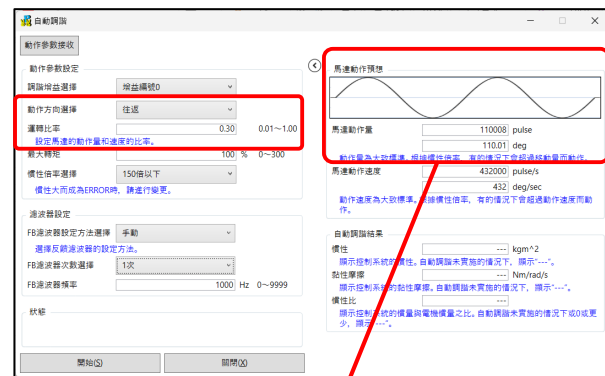 自動調諧
動作參數接收
動作參數設定
調諧增益選擇 增益編號0
動作方向選擇 往返
運轉比率 0.30 0.01～1.00
設定馬達的動作量和速度的比率。
最大轉矩 100 % 0～300
慣性倍率選擇 150倍以下
慣性大而成為ERROR時，請進行變更。
濾波器設定
FB濾波器設定方法選擇 手動
選擇反饋濾波器的設定方法。
FB濾波器次數選擇 1次
FB濾波器頻率 1000 Hz 0～9999
狀態
開始(S) 關閉(X)
馬達動作預想
馬達動作量 110008 pulse
110.01 deg
動作量為大致標準。根據慣性倍率，有的情況下會超過移動量而動作。
馬達動作速度 432000 pulse/s
432 deg/sec
動作速度為大致標準。根據慣性倍率，有的情況下會超過動作速度而動作。
自動調諧結果
慣性 --- kgm^2
顯示控制系統的慣性。自動調諧未實施的情況下，顯示"---"。
黏性摩擦 --- Nm/rad/s
顯示控制系統的黏性摩擦。自動調諧未實施的情況下，顯示"---"。
慣性比 ---
顯示控制系統的慣量與電機慣量之比。自動調諧未實施的情況下或0或更少，顯示"---"。